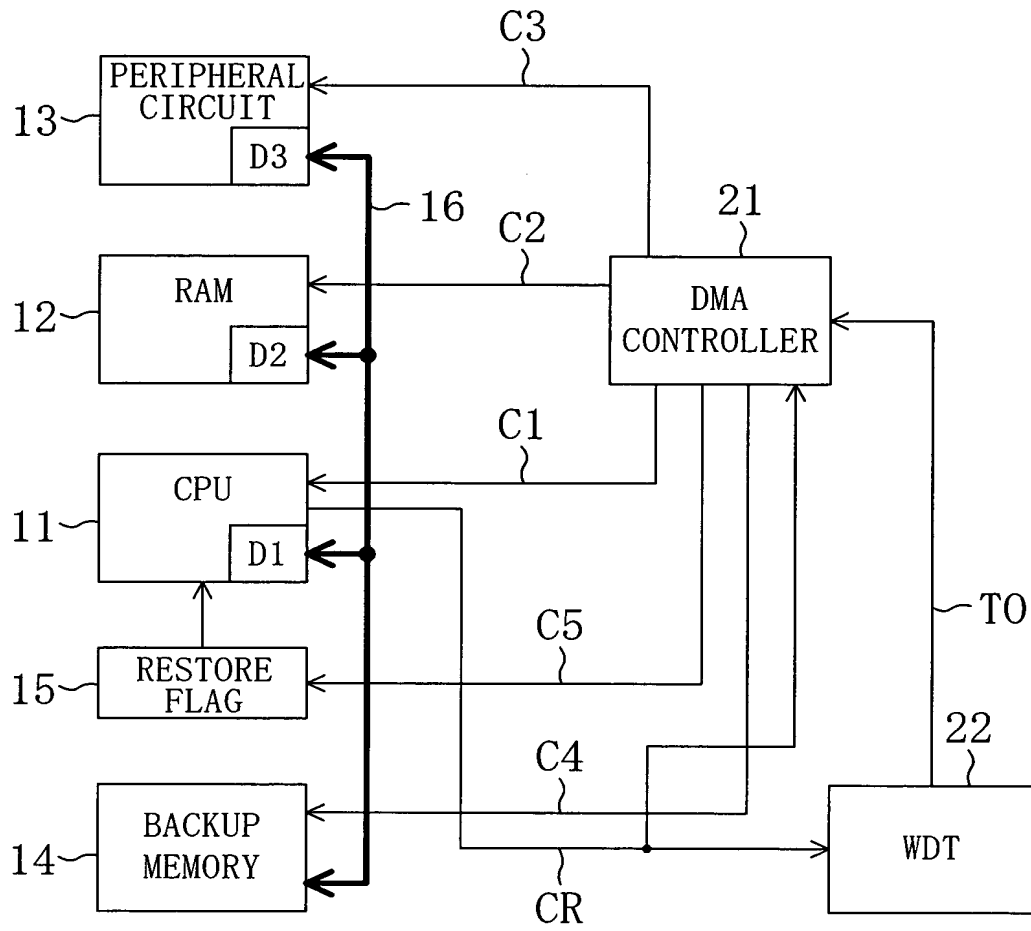 C3
PERIPHERAL
CIRCUIT
13
D3
16
21
C2
RAM
12
D2
DMA
CONTROLLER
C1
CPU
11
D1
C5
TO
RESTORE
FLAG
15
22
C4
BACKUP
MEMORY
14
WDT
CR